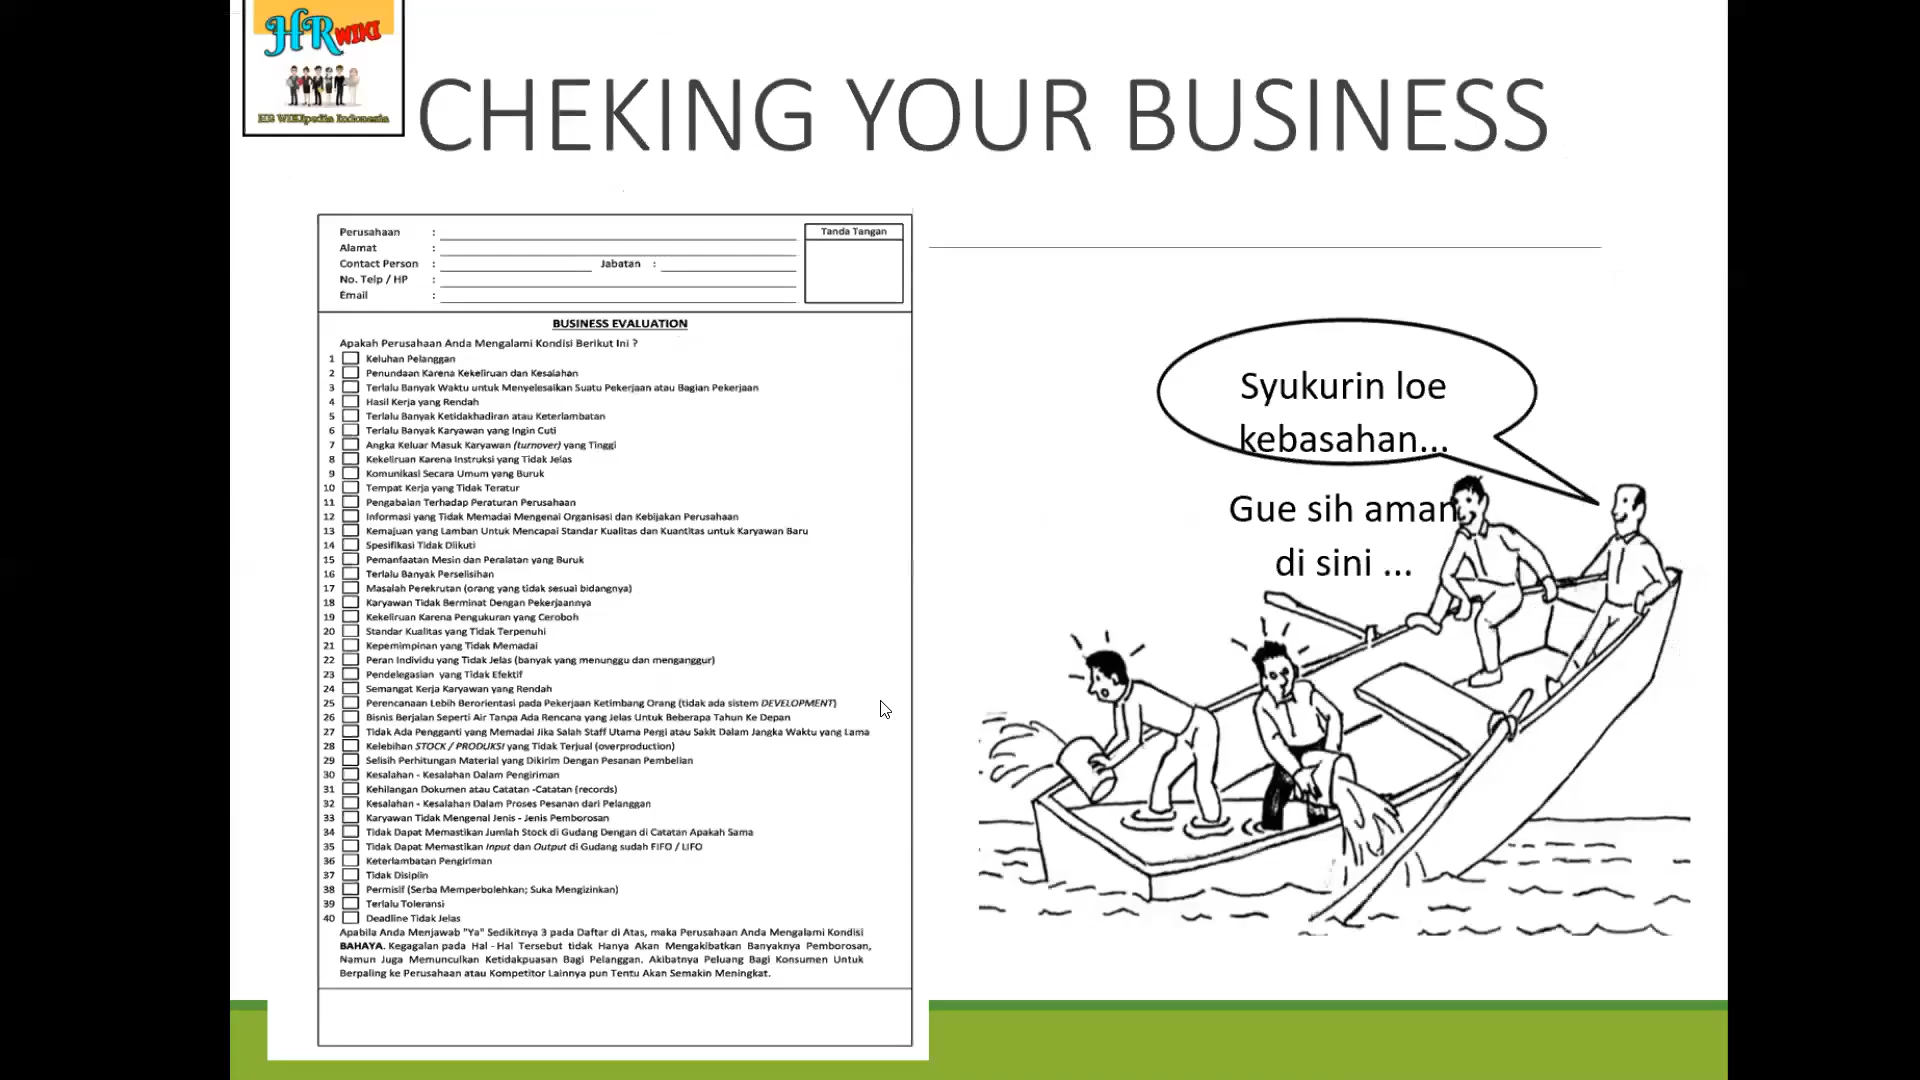 HR WIKI
HR WIKIpedia Indonesia
CHEKING YOUR BUSINESS
Perusahaan :
Alamat :
Contact Person : Jabatan :
No. Telp / HP :
Email :
Tanda Tangan
BUSINESS EVALUATION
Apakah Perusahaan Anda Mengalami Kondisi Berikut Ini ?
1 Keluhan Pelanggan
2 Penundaan Karena Kekeliruan dan Kesalahan
3 Terlalu Banyak Waktu untuk Menyelesaikan Suatu Pekerjaan atau Bagian Pekerjaan
4 Hasil Kerja yang Rendah
5 Terlalu Banyak Ketidakhadiran atau Keterlambatan
6 Terlalu Banyak Karyawan yang Ingin Cuti
7 Angka Keluar Masuk Karyawan (turnover) yang Tinggi
8 Kekeliruan Karena Instruksi yang Tidak Jelas
9 Komunikasi Secara Umum yang Buruk
10 Tempat Kerja yang Tidak Teratur
11 Pengabaian Terhadap Peraturan Perusahaan
12 Informasi yang Tidak Memadai Mengenai Organisasi dan Kebijakan Perusahaan
13 Kemajuan yang Lamban Untuk Mencapai Standar Kualitas dan Kuantitas untuk Karyawan Baru
14 Spesifikasi Tidak Diikuti
15 Pemanfaatan Mesin dan Peralatan yang Buruk
16 Terlalu Banyak Perselisihan
17 Masalah Perekrutan (orang yang tidak sesuai bidangnya)
18 Karyawan Tidak Berminat Dengan Pekerjaannya
19 Kekeliruan Karena Pengukuran yang Ceroboh
20 Standar Kualitas yang Tidak Terpenuhi
21 Kepemimpinan yang Tidak Memadai
22 Peran Individu yang Tidak Jelas (banyak yang menunggu dan menganggur)
23 Pendelegasian yang Tidak Efektif
24 Semangat Kerja Karyawan yang Rendah
25 Perencanaan Lebih Berorientasi pada Pekerjaan Ketimbang Orang (tidak ada sistem DEVELOPMENT)
26 Bisnis Berjalan Seperti Air Tanpa Ada Rencana yang Jelas Untuk Beberapa Tahun Ke Depan
27 Tidak Ada Pengganti yang Memadai Jika Salah Staff Utama Pergi atau Sakit Dalam Jangka Waktu yang Lama
28 Kelebihan STOCK / PRODUKSI yang Tidak Terjual (overproduction)
29 Selisih Perhitungan Material yang Dikirim Dengan Pesanan Pembelian
30 Kesalahan - Kesalahan Dalam Pengiriman
31 Kehilangan Dokumen atau Catatan -Catatan (records)
32 Kesalahan - Kesalahan Dalam Proses Pesanan dari Pelanggan
33 Karyawan Tidak Mengenal Jenis - Jenis Pemborosan
34 Tidak Dapat Memastikan Jumlah Stock di Gudang Dengan di Catatan Apakah Sama
35 Tidak Dapat Memastikan Input dan Output di Gudang sudah FIFO / LIFO
36 Keterlambatan Pengiriman
37 Tidak Disiplin
38 Permisif (Serba Memperbolehkan; Suka Mengizinkan)
39 Terlalu Toleransi
40 Deadline Tidak Jelas
Apabila Anda Menjawab "Ya" Sedikitnya 3 pada Daftar di Atas, maka Perusahaan Anda Mengalami Kondisi
BAHAYA. Kegagalan pada Hal - Hal Tersebut tidak Hanya Akan Mengakibatkan Banyaknya Pemborosan,
Namun Juga Memunculkan Ketidakpuasan Bagi Pelanggan. Akibatnya Peluang Bagi Konsumen Untuk
Berpaling ke Perusahaan atau Kompetitor Lainnya pun Tentu Akan Semakin Meningkat.
Syukurin loe
kebasahan...
Gue sih aman
di sini ...